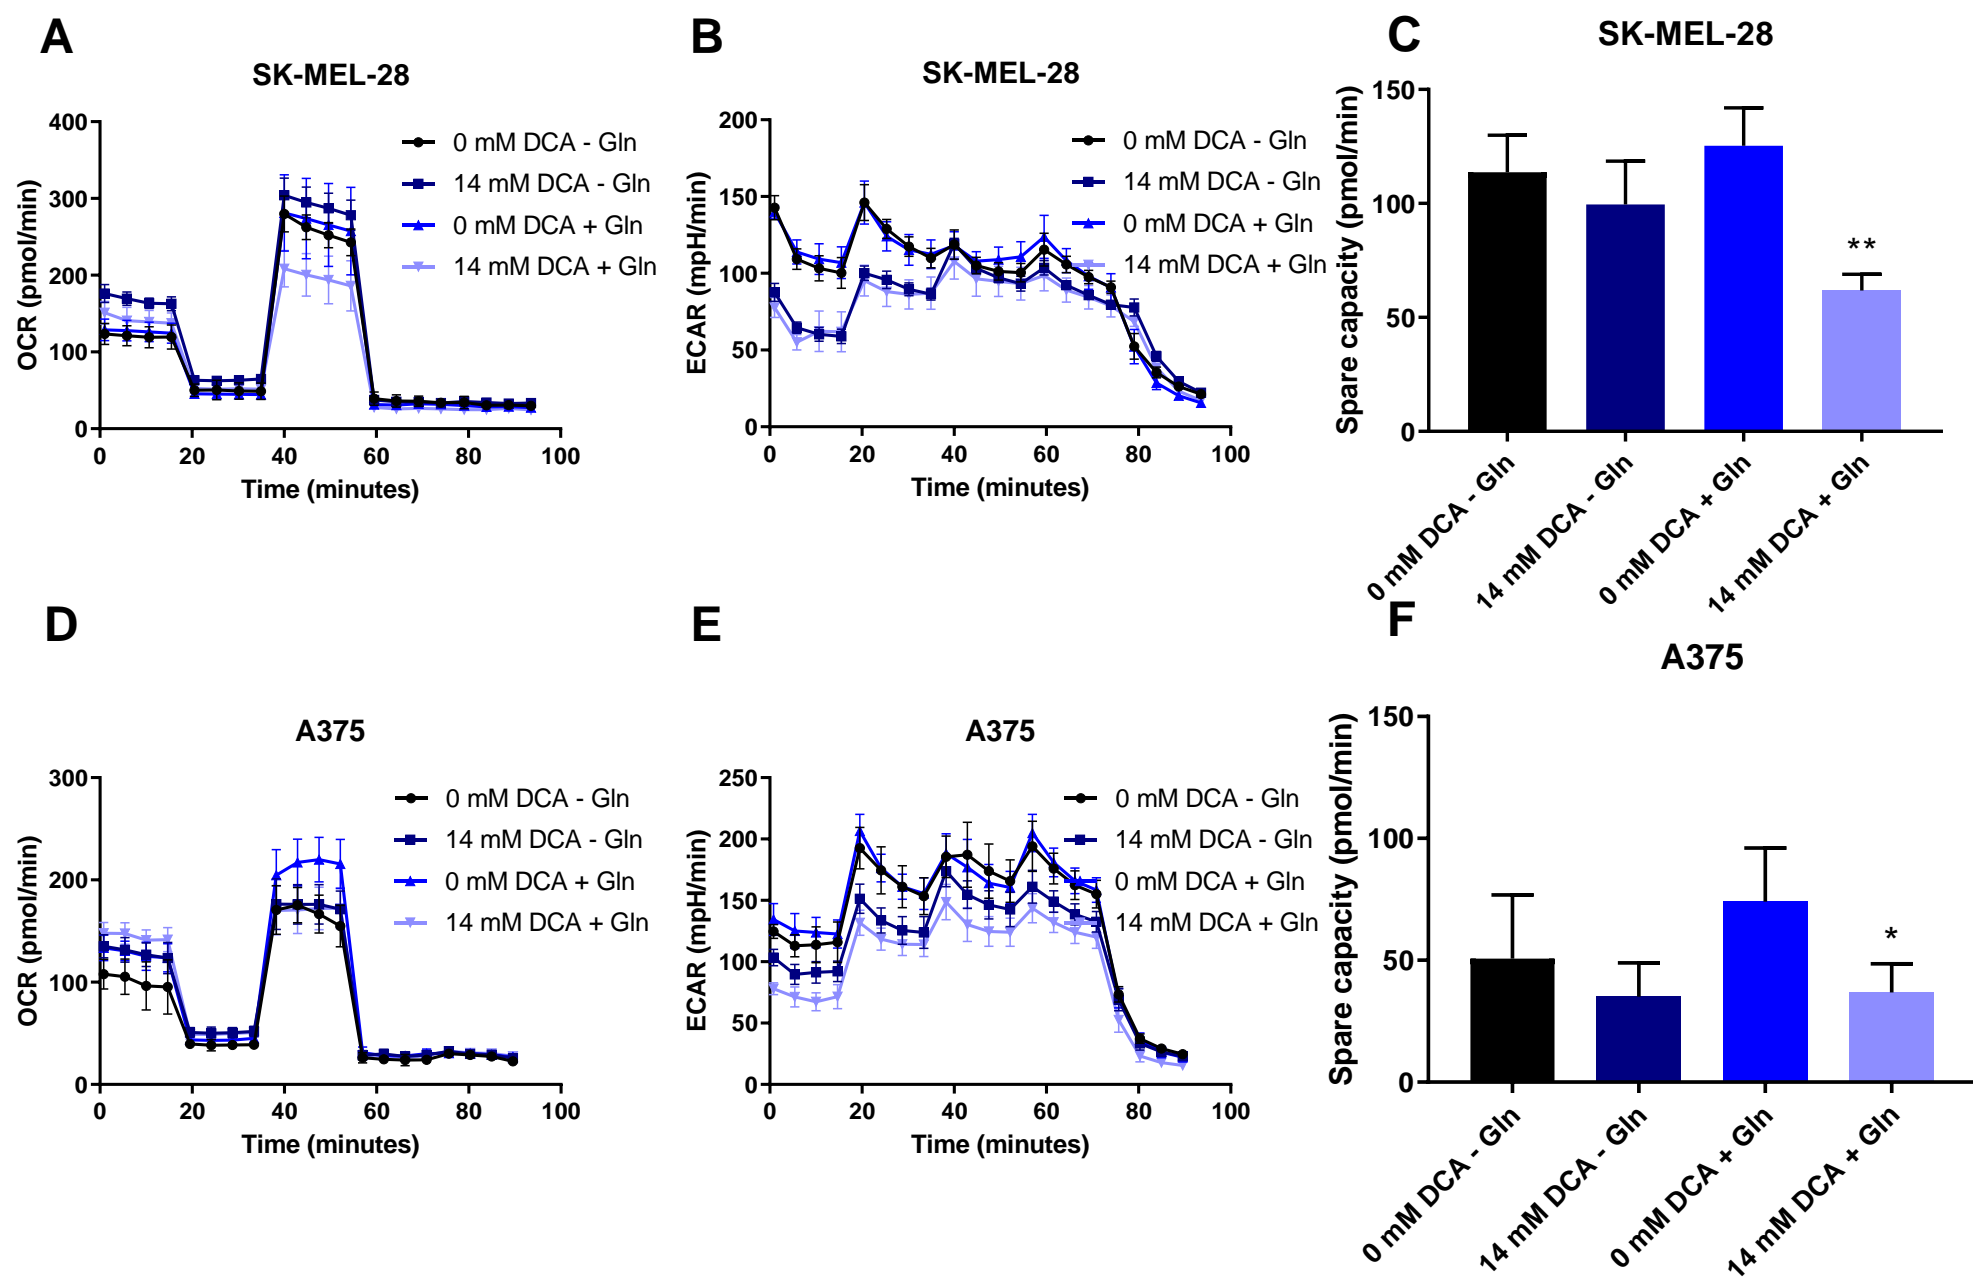 A
SK-MEL-28
OCR (pmol/min)
400
300
200
100
0
0 20 40 60 80 100
Time (minutes)
0 mM DCA - Gln
14 mM DCA - Gln
0 mM DCA + Gln
14 mM DCA + Gln
B
SK-MEL-28
ECAR (mpH/min)
200
150
100
50
0
0 20 40 60 80 100
Time (minutes)
0 mM DCA - Gln
14 mM DCA - Gln
0 mM DCA + Gln
14 mM DCA + Gln
C
SK-MEL-28
Spare capacity (pmol/min)
150
100
50
0
**
0 mM DCA - Gln
14 mM DCA - Gln
0 mM DCA + Gln
14 mM DCA + Gln
D
A375
OCR (pmol/min)
300
200
100
0
0 20 40 60 80 100
Time (minutes)
0 mM DCA - Gln
14 mM DCA - Gln
0 mM DCA + Gln
14 mM DCA + Gln
E
A375
ECAR (mpH/min)
250
200
150
100
50
0
0 20 40 60 80 100
Time (minutes)
0 mM DCA - Gln
14 mM DCA - Gln
0 mM DCA + Gln
14 mM DCA + Gln
F
A375
Spare capacity (pmol/min)
150
100
50
0
*
0 mM DCA - Gln
14 mM DCA - Gln
0 mM DCA + Gln
14 mM DCA + Gln